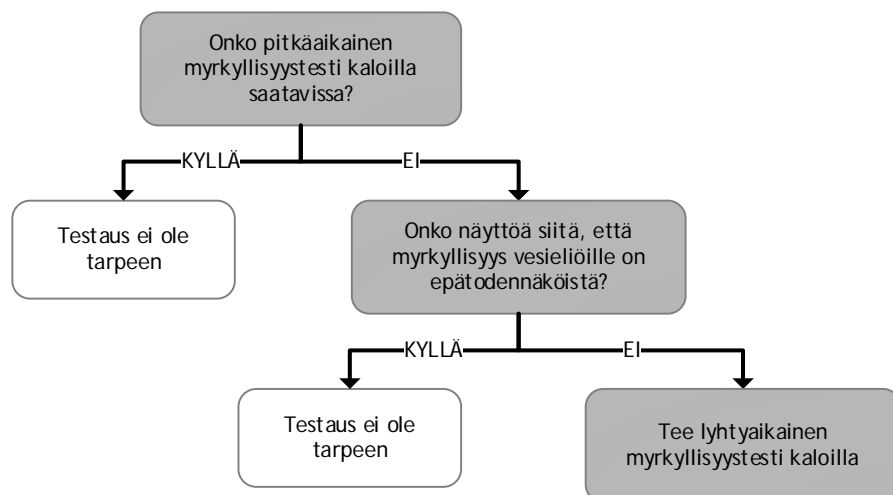 Onko pitkäaikainen
myrkyllisyystesti kaloilla
saatavissa?
KYLLÄ
EI
Testaus ei ole
tarpeen
Onko näyttöä siitä, että
myrkyllisyys vesieliöille on
epätodennäköistä?
KYLLÄ
EI
Testaus ei ole
tarpeen
Tee lyhtyaikainen
myrkyllisyystesti kaloilla